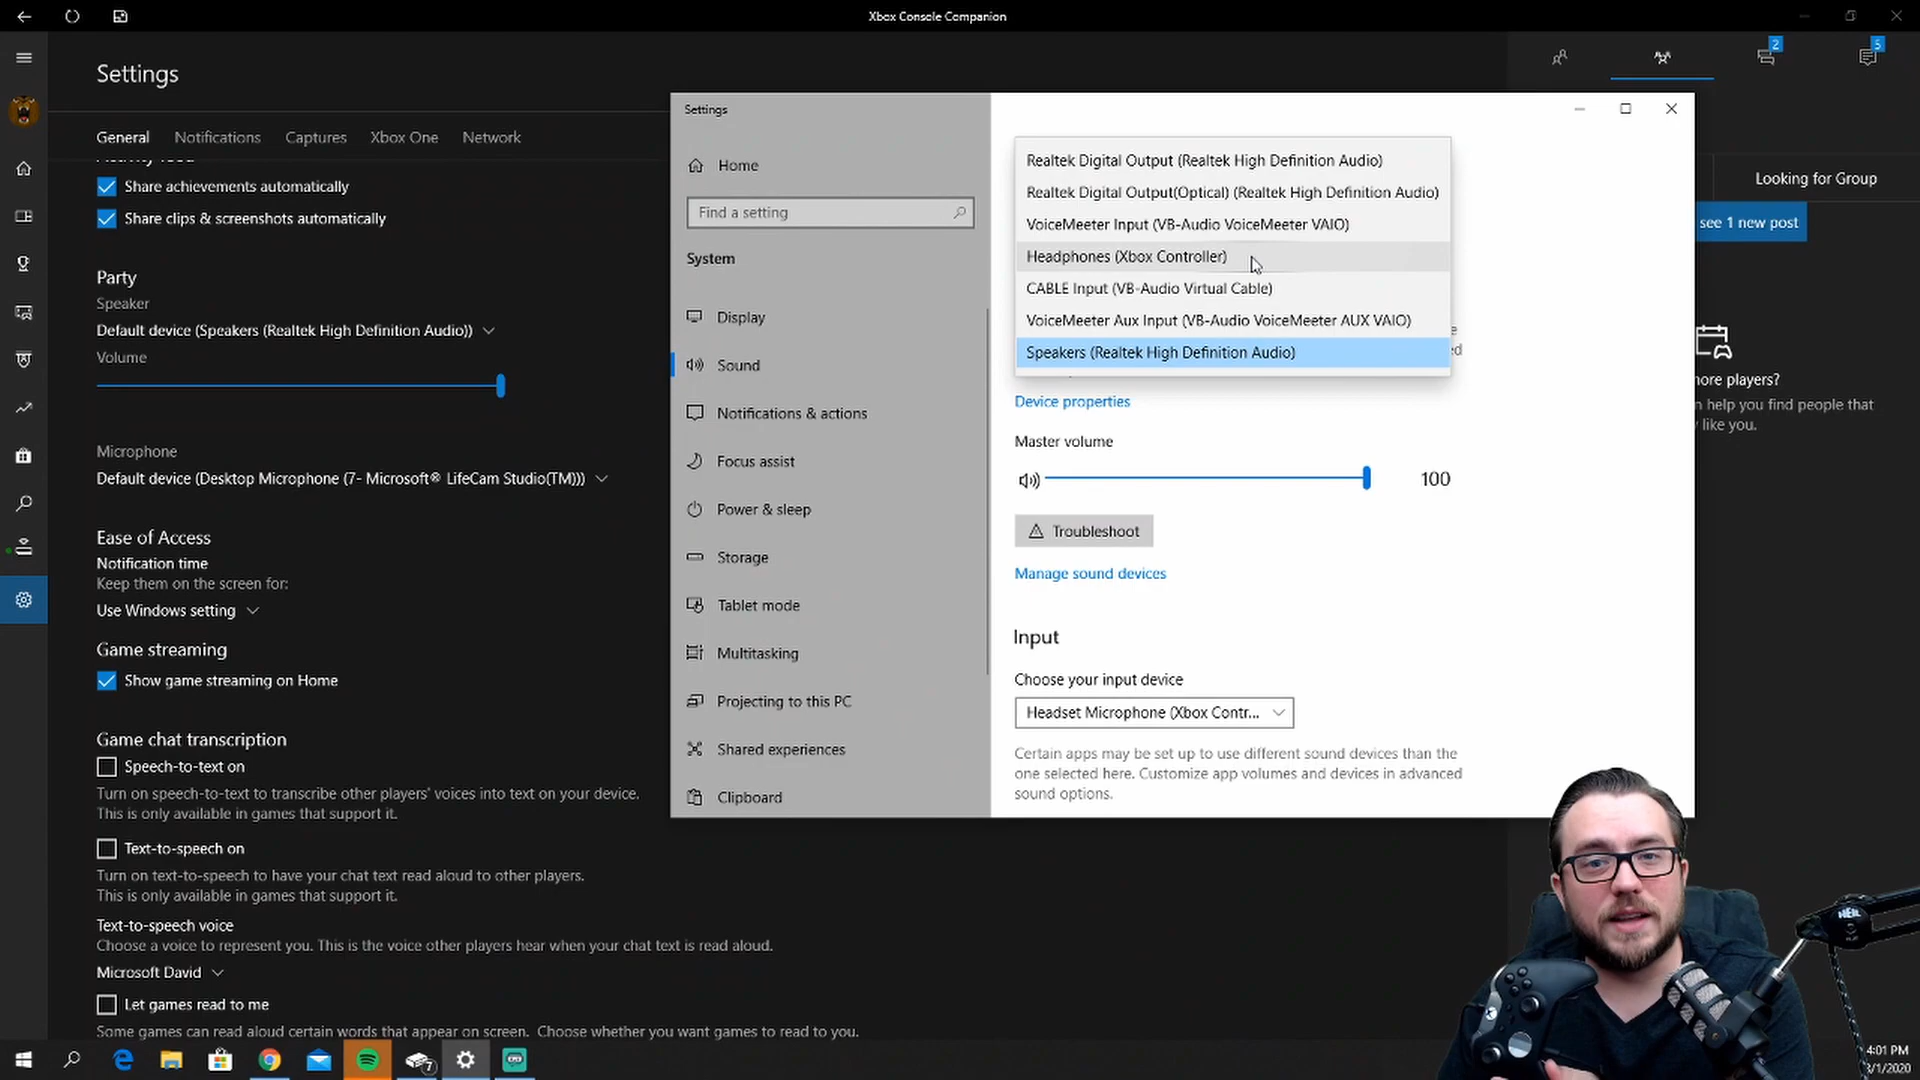 Xbox Console Companion
Settings
General Notifications Captures Xbox One Network
Share achievements automatically
Share clips & screenshots automatically
Party
Speaker
Default device (Speakers (Realtek High Definition Audio))
Volume
Microphone
Default device (Desktop Microphone (7- Microsoft® LifeCam Studio(TM)))
Ease of Access
Notification time
Keep them on the screen for:
Use Windows setting
Game streaming
Show game streaming on Home
Game chat transcription
Speech-to-text on
Turn on speech-to-text to transcribe other players' voices into text on your device.
This is only available in games that support it.
Text-to-speech on
Turn on text-to-speech to have your chat text read aloud to other players.
This is only available in games that support it.
Text-to-speech voice
Choose a voice to represent you. This is the voice other players hear when your chat text is read aloud.
Microsoft David
Let games read to me
Some games can read aloud certain words that appear on screen. Choose whether you want games to read to you.
Settings
Home
Find a setting
System
Display
Sound
Notifications & actions
Focus assist
Power & sleep
Storage
Tablet mode
Multitasking
Projecting to this PC
Shared experiences
Clipboard
Realtek Digital Output (Realtek High Definition Audio)
Realtek Digital Output(Optical) (Realtek High Definition Audio)
VoiceMeeter Input (VB-Audio VoiceMeeter VAIO)
Headphones (Xbox Controller)
CABLE Input (VB-Audio Virtual Cable)
VoiceMeeter Aux Input (VB-Audio VoiceMeeter AUX VAIO)
Speakers (Realtek High Definition Audio)
Device properties
Master volume
100
Troubleshoot
Manage sound devices
Input
Choose your input device
Headset Microphone (Xbox Contr...
Certain apps may be set up to use different sound devices than the
one selected here. Customize app volumes and devices in advanced
sound options.
2
5
Looking for Group
see 1 new post
ore players?
n help you find people that
like you.
HEIL
7
4:01 PM
3/1/2020